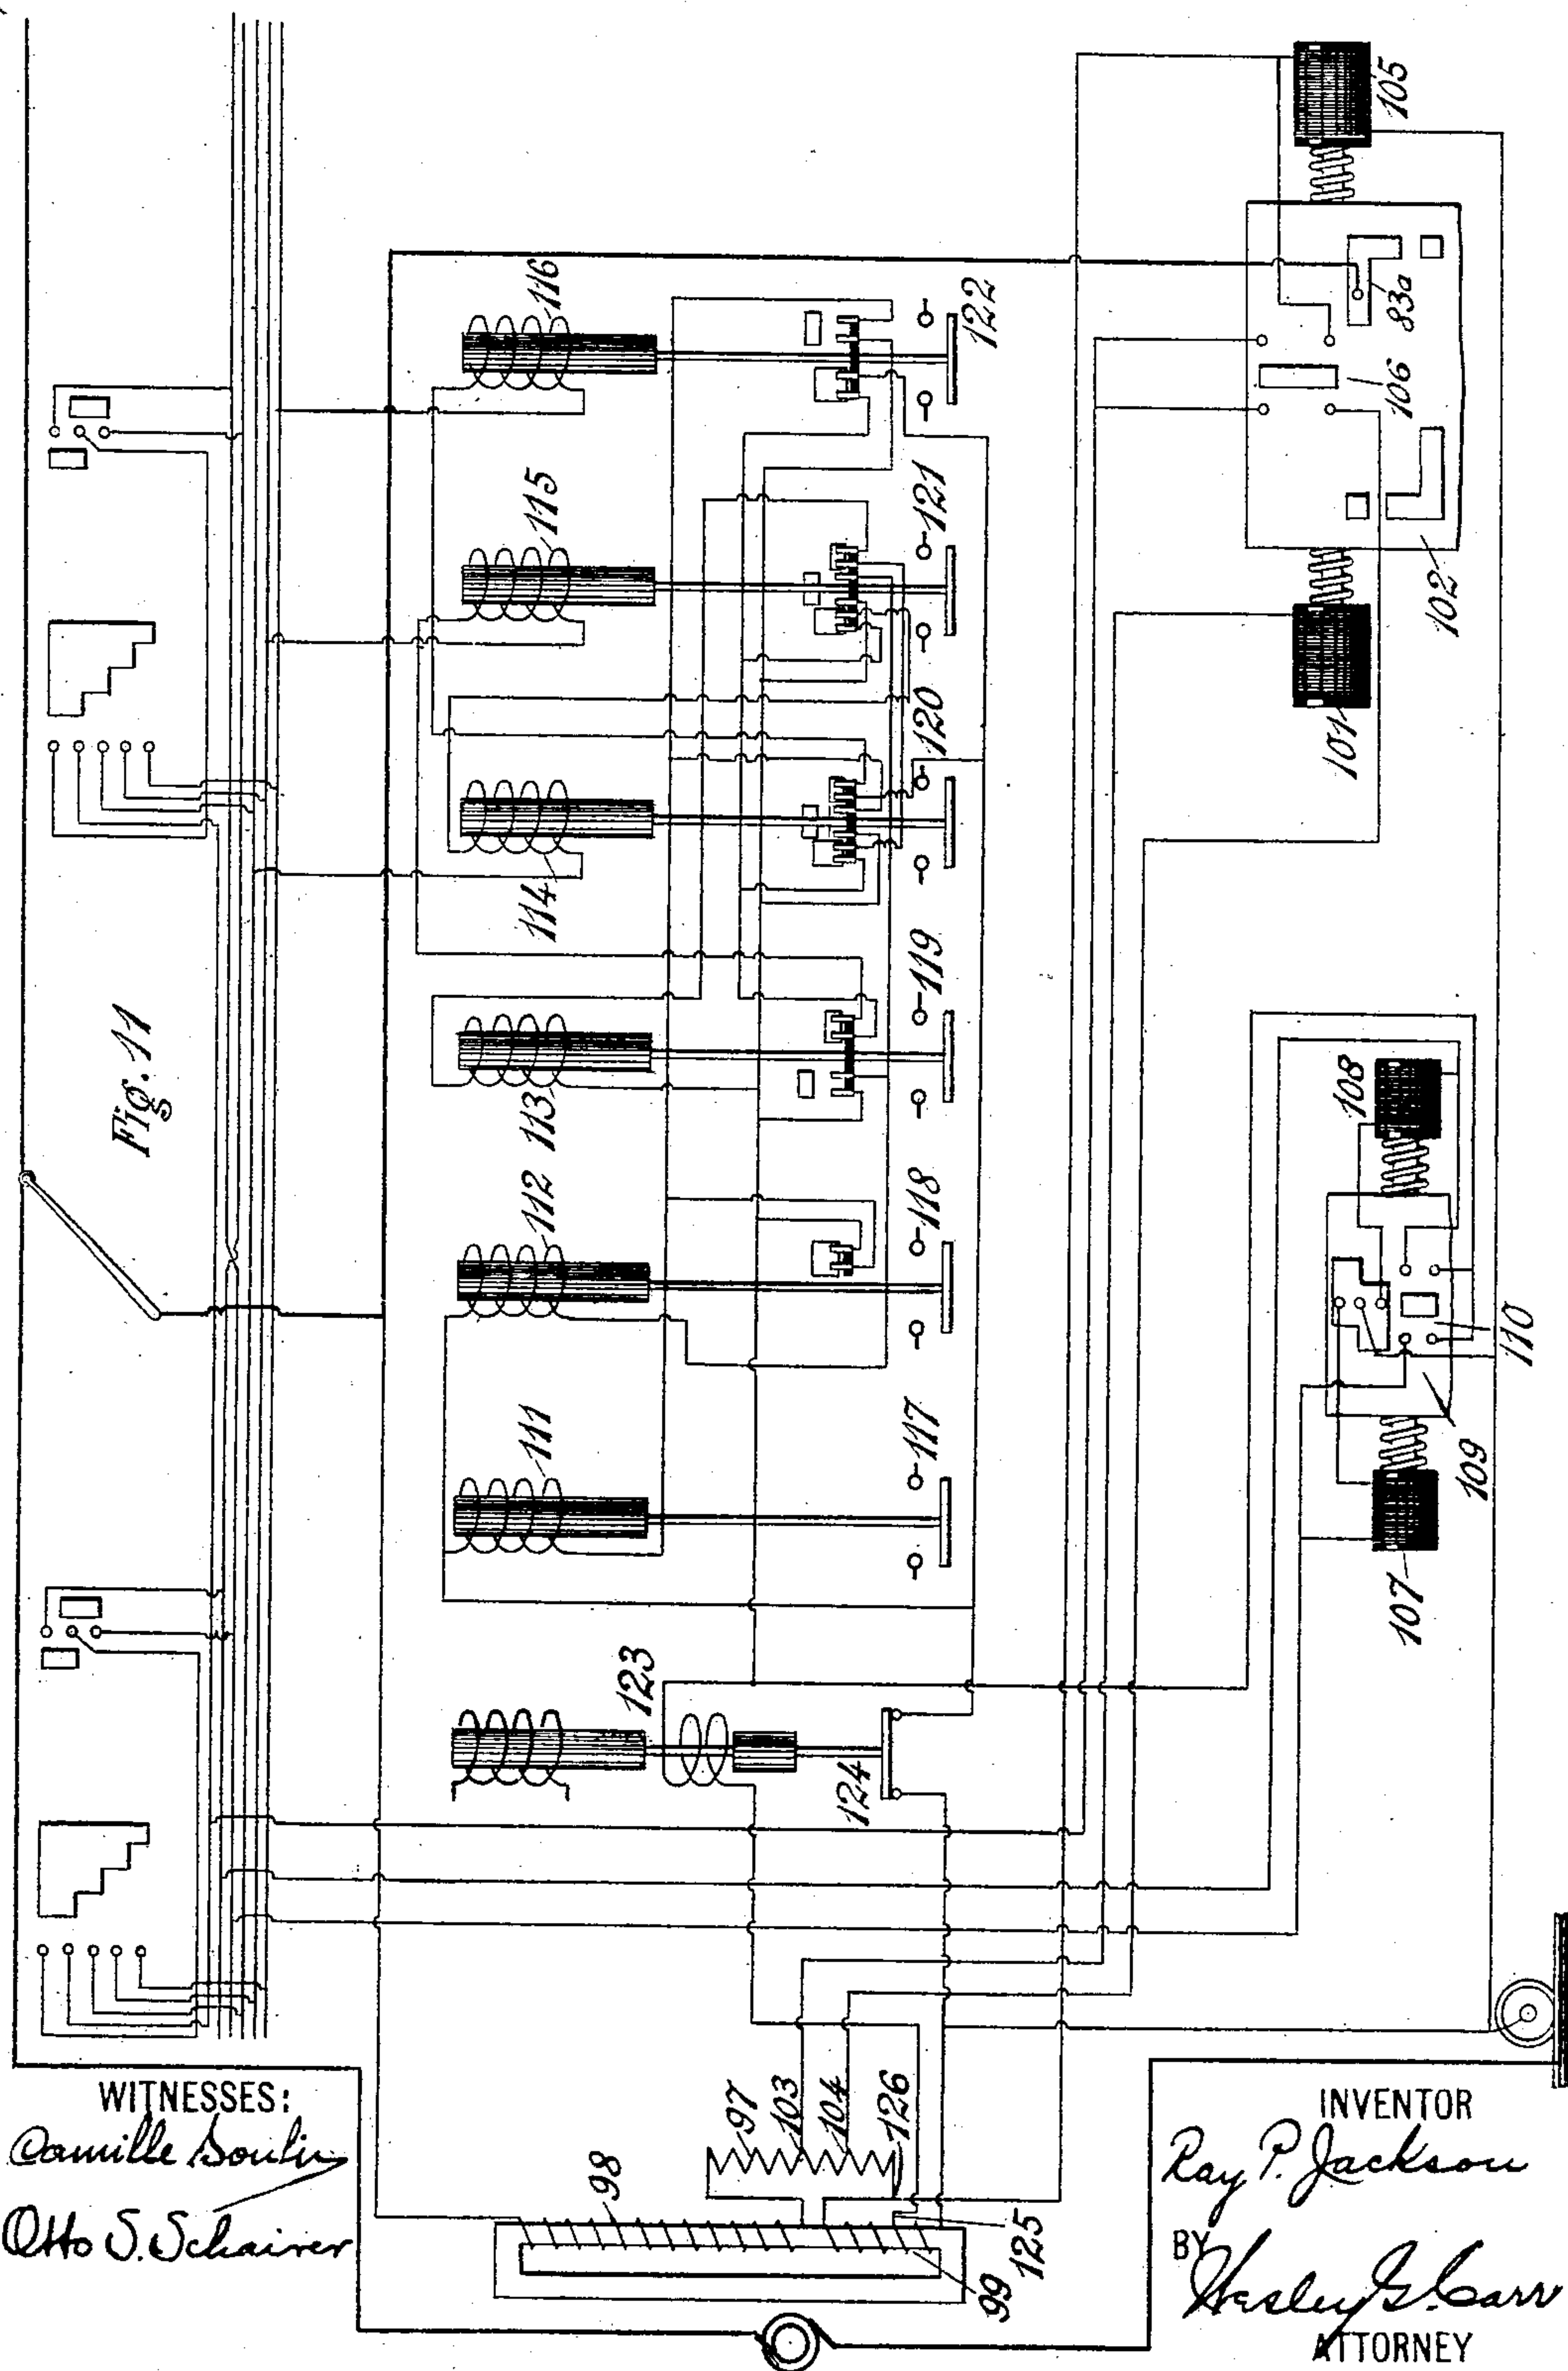 Fig. 11
105
116
122
83a
106
115
121
102
120
101
114
119
113
108
112
118
110
111
117
109
107
123
124
97
103
104
126
98
125
99
WITNESSES:
Camille Boulin
Otto S. Schairer
INVENTOR
Ray P. Jackson
BY
Wesley G. Carr
ATTORNEY